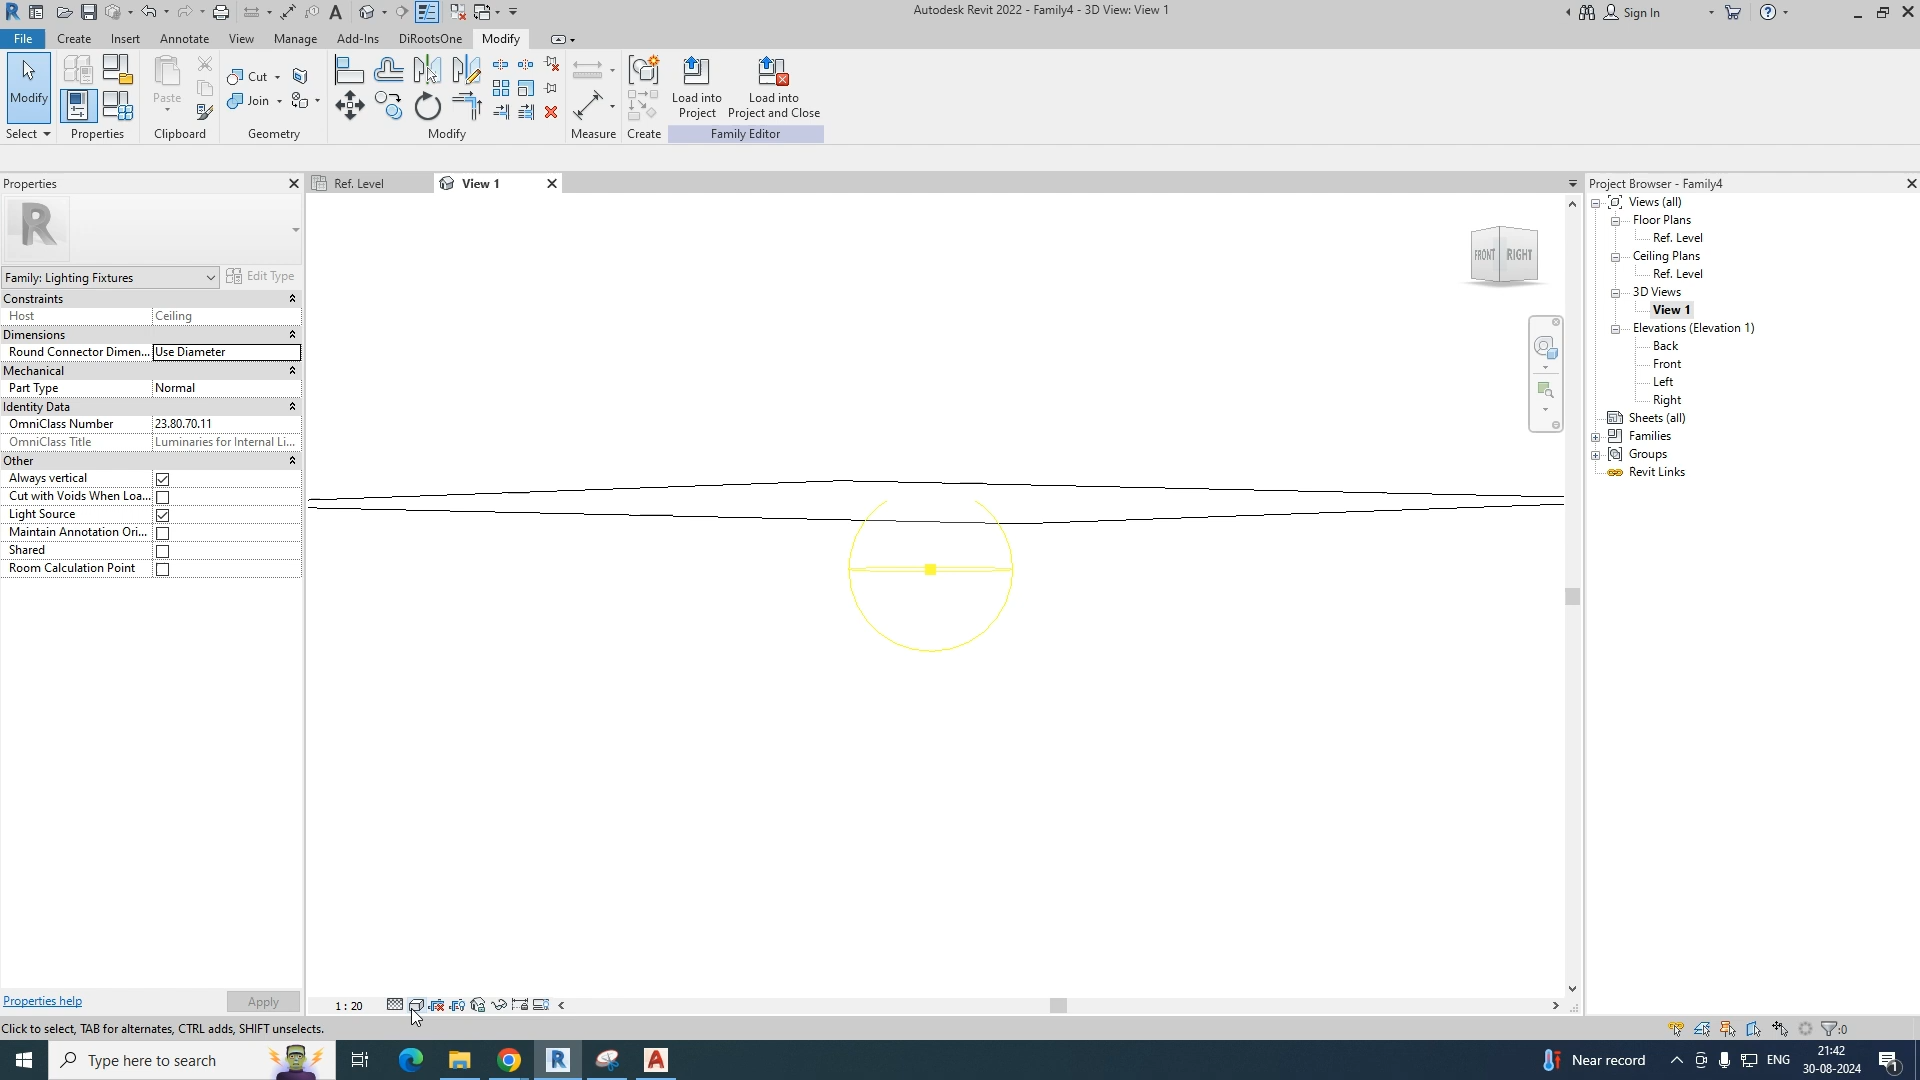 Autodesk Revit 2022 - Family4 - 3D View: View 1
Sign In
File Create Insert Annotate View Manage Add-Ins DiRootsOne Modify
Modify
Paste
Cut
Join
Load into Project
Load into Project and Close
Select Properties Clipboard Geometry Modify Measure Create Family Editor
Properties
Ref. Level
View 1
Project Browser - Family4
Family: Lighting Fixtures
Edit Type
Constraints
Host Ceiling
Dimensions
Round Connector Dimen... Use Diameter
Mechanical
Part Type Normal
Identity Data
OmniClass Number 23.80.70.11
OmniClass Title Luminaries for Internal Li...
Other
Always vertical
Cut with Voids When Loa...
Light Source
Maintain Annotation Ori...
Shared
Room Calculation Point
FRONT RIGHT
Views (all)
Floor Plans
Ref. Level
Ceiling Plans
Ref. Level
3D Views
View 1
Elevations (Elevation 1)
Back
Front
Left
Right
Sheets (all)
Families
Groups
Revit Links
Properties help
Apply
1 : 20
Click to select, TAB for alternates, CTRL adds, SHIFT unselects.
:0
Type here to search
Near record
ENG
21:42
30-08-2024
1